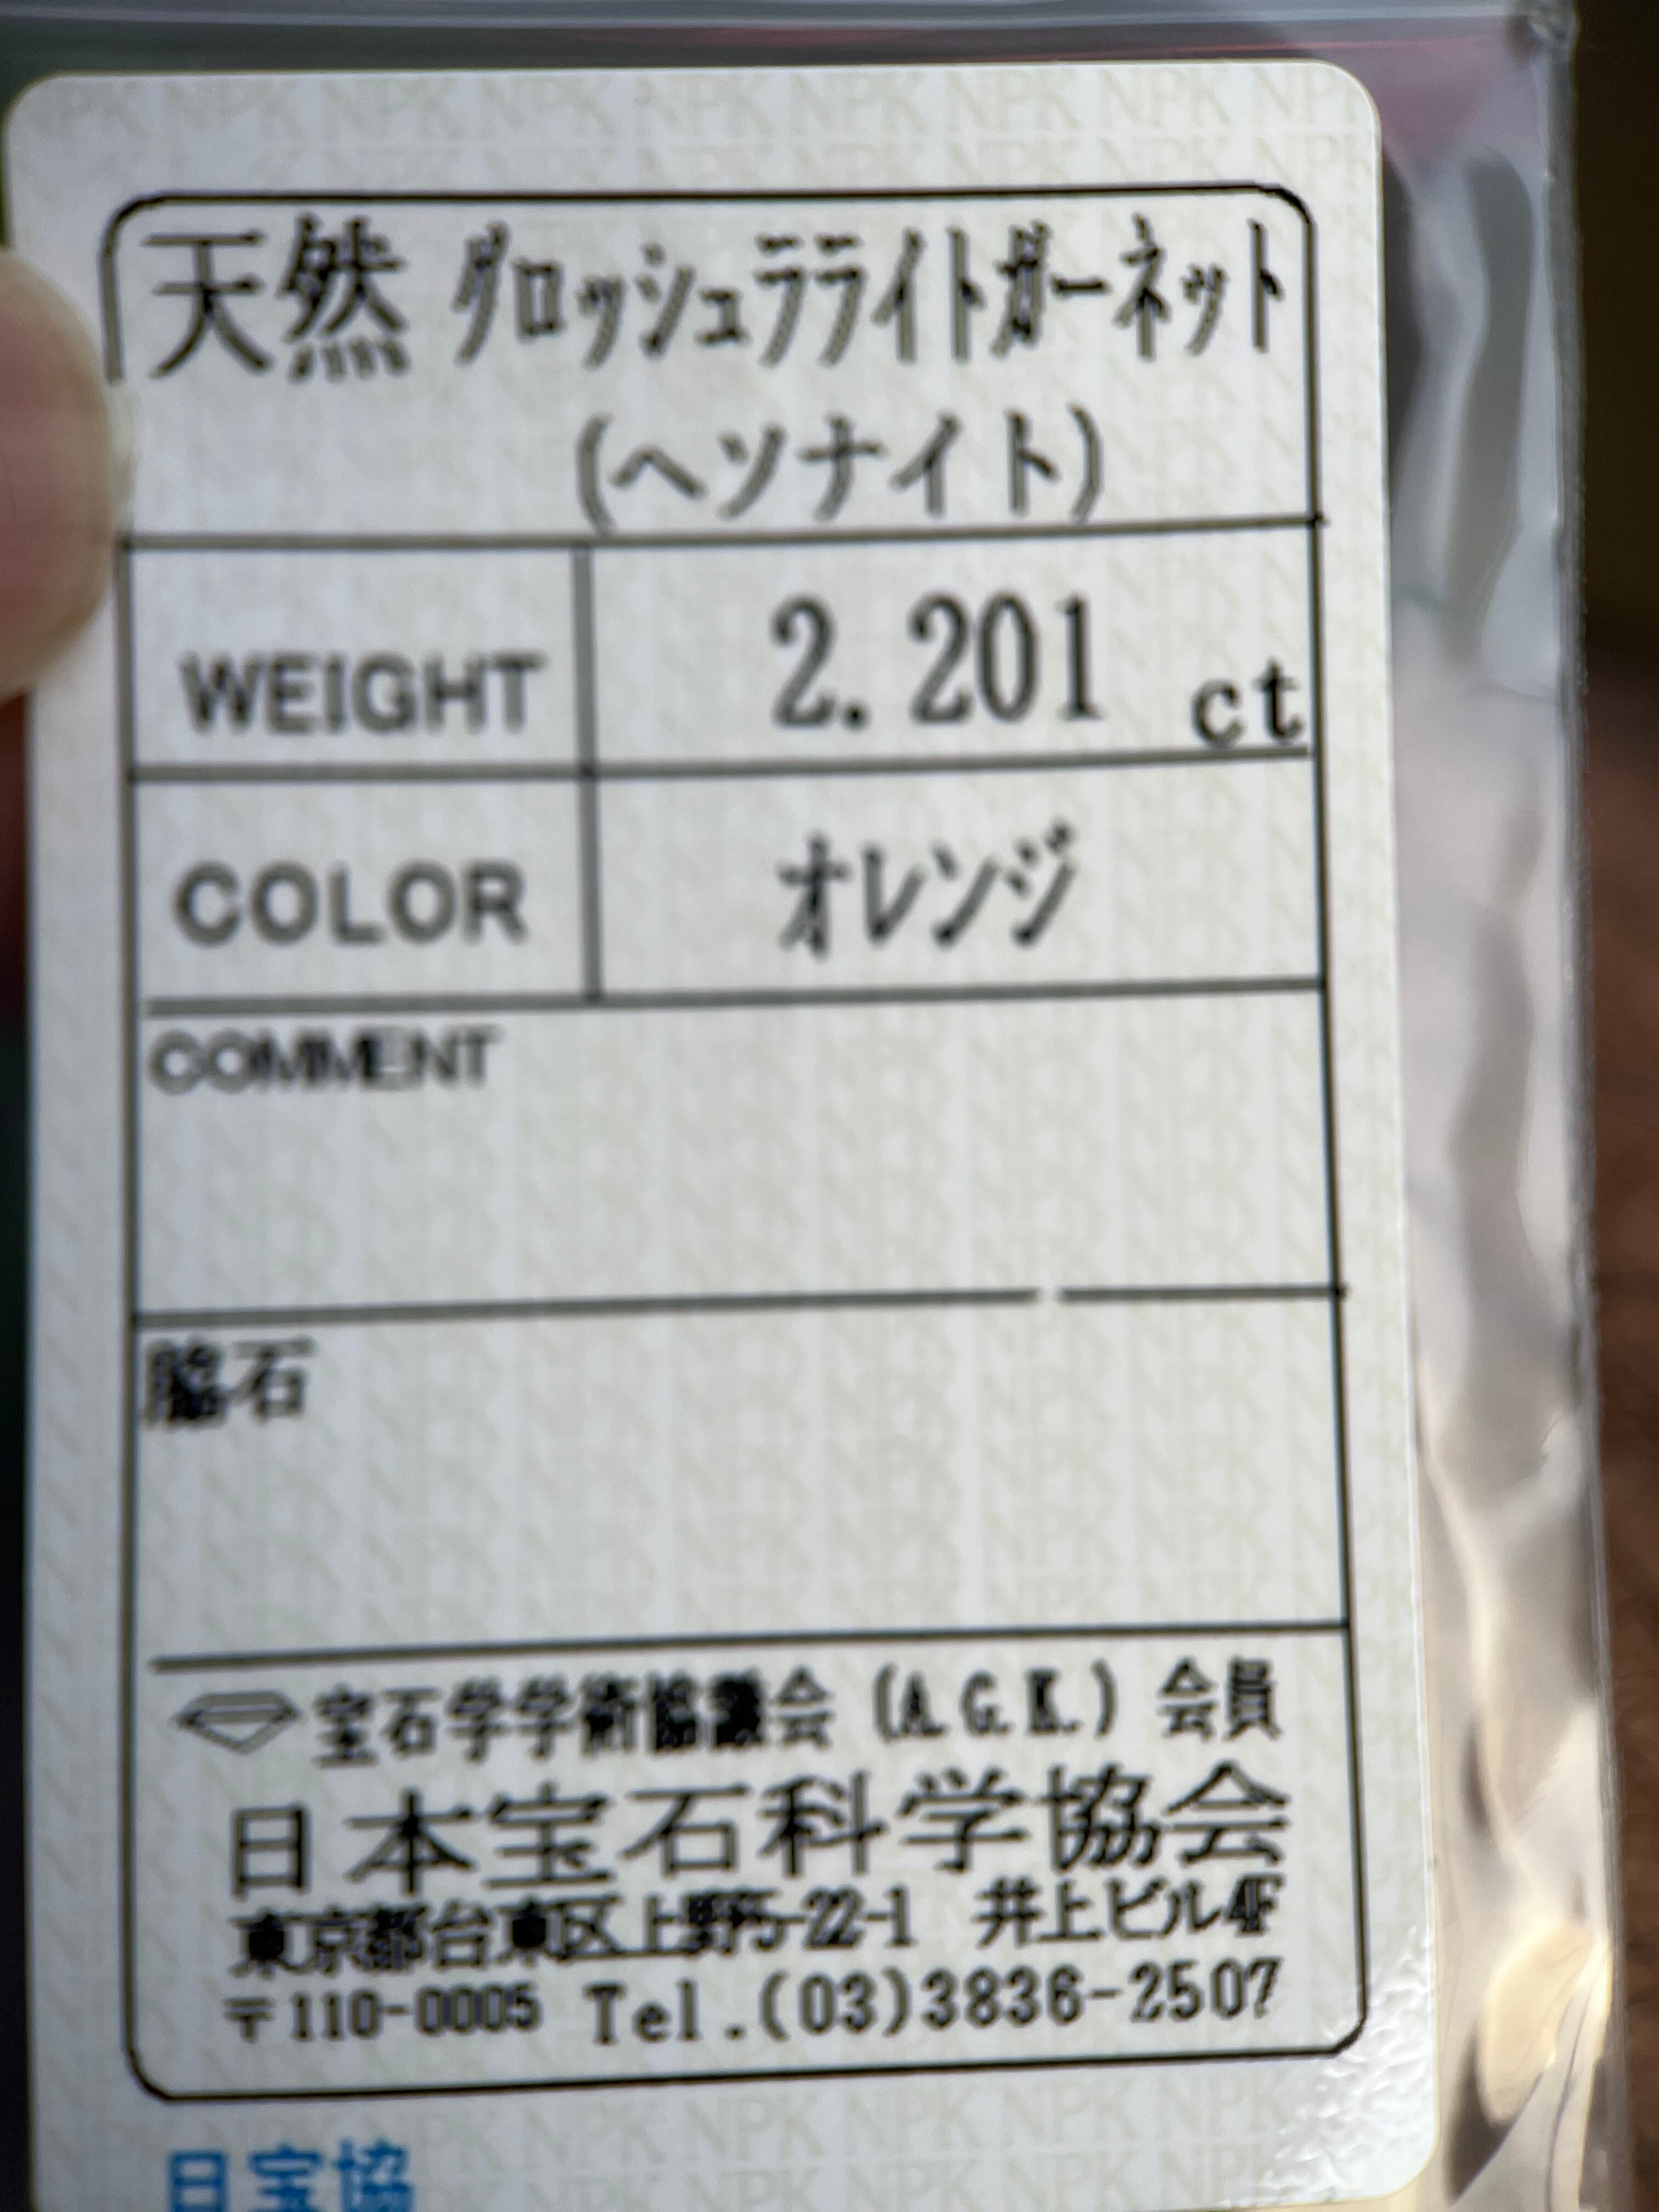 天然 グロッシュラライトガーネット
(ヘソナイト)
WEIGHT 2.201 ct
COLOR オレンジ
COMMENT
脇石
宝石学学術協議会 (A.G.K.) 会員
日本宝石科学協会
東京都台東区上野5-22-1 井上ビル4F
〒110-0005 Tel.(03)3836-2507
日宝協